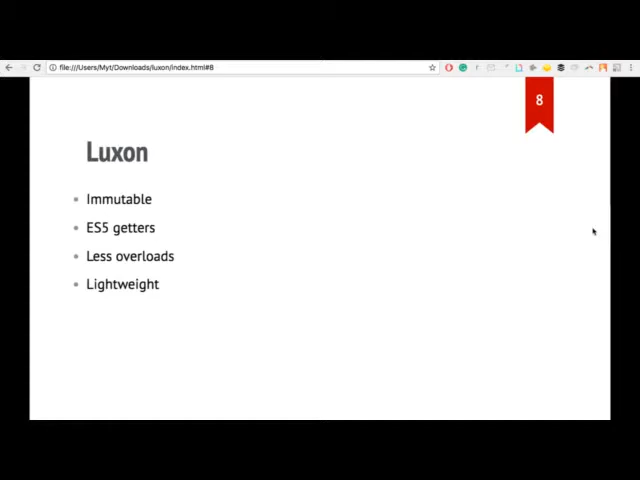 file:///Users/Myt/Downloads/luxon/index.html#8
8
Luxon
Immutable
ES5 getters
Less overloads
Lightweight